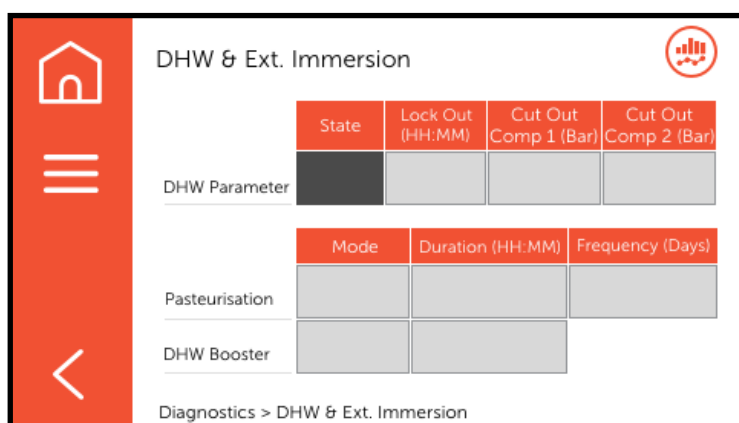 DHW & Ext. Immersion
State
Lock Out
(HH:MM)
Cut Out
Comp 1 (Bar)
Cut Out
Comp 2 (Bar)
DHW Parameter
Mode
Duration (HH:MM)
Frequency (Days)
Pasteurisation
DHW Booster
Diagnostics > DHW & Ext. Immersion